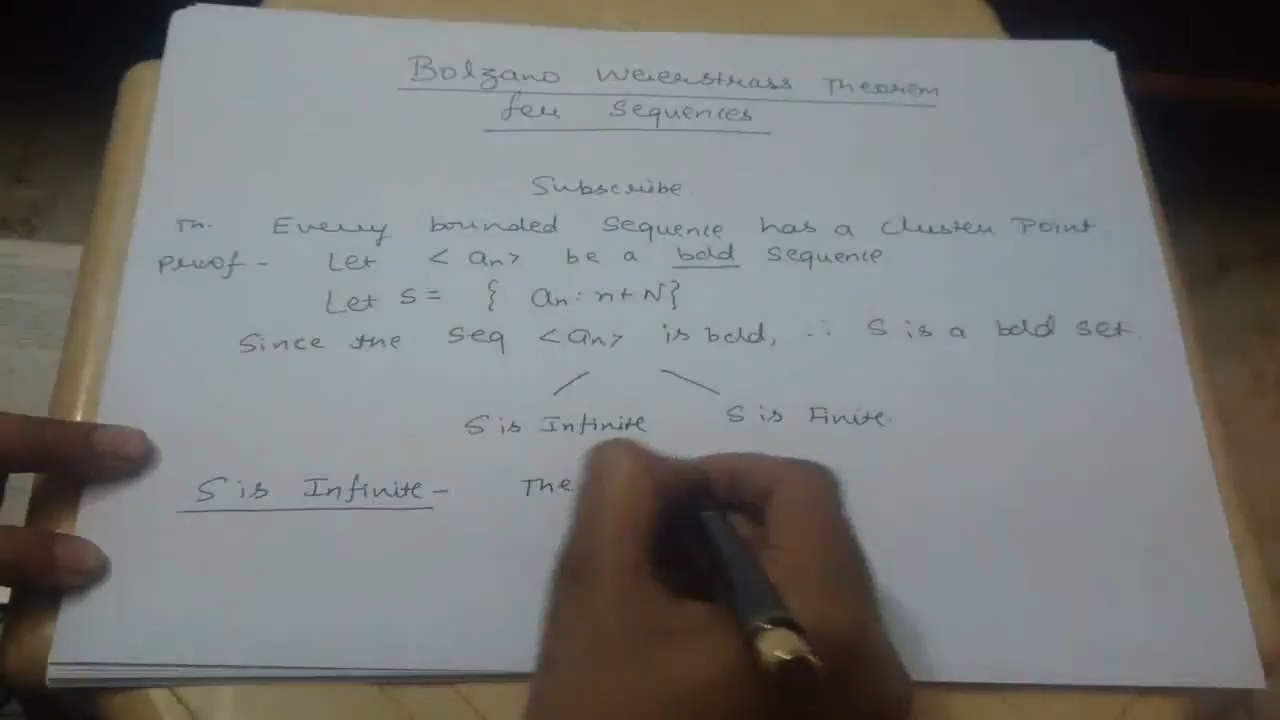 Bolzano Weierstrass Theorem
for Sequences
Subscribe
Th. Every bounded sequence has a cluster point
Proof - Let < an > be a bdd sequence
Let S = { an : n ∈ N }
Since the seq < an > is bdd, ∴ S is a bdd set.
S is Infinite S is Finite.
S is Infinite - The